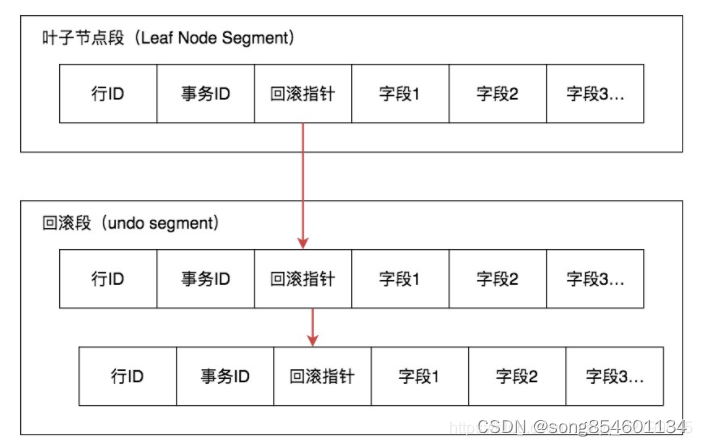 叶子节点段（Leaf Node Segment）
行ID 事务ID 回滚指针 字段1 字段2 字段3...
回滚段（undo segment）
行ID 事务ID 回滚指针 字段1 字段2 字段3...
行ID 事务ID 回滚指针 字段1 字段2 字段3...
CSDN @song854601134